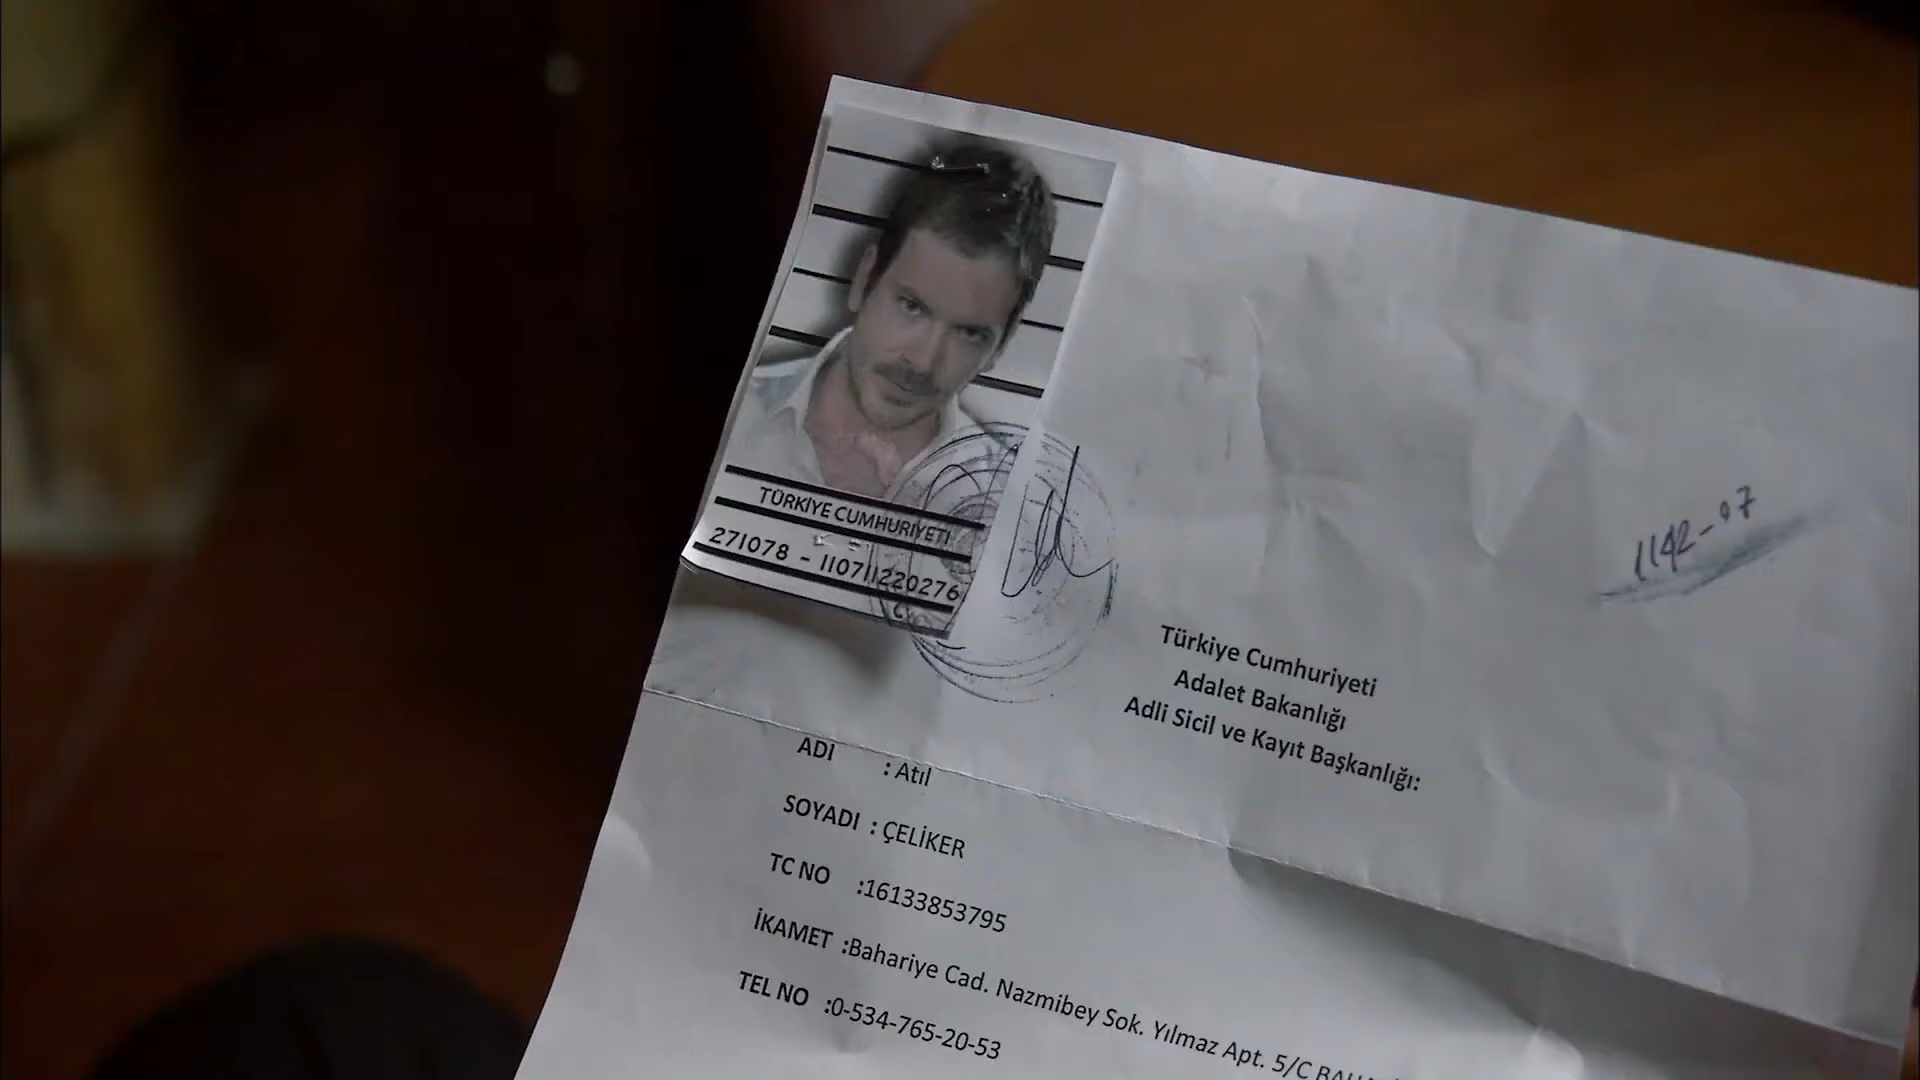 TÜRKİYE CUMHURİYETİ
271078 - 110711220276
1142-07
Türkiye Cumhuriyeti
Adalet Bakanlığı
Adli Sicil ve Kayıt Başkanlığı:
ADI : Atıl
SOYADI : ÇELİKER
TC NO :16133853795
İKAMET :Bahariye Cad. Nazmibey Sok. Yılmaz Apt. 5/C
TEL NO :0-534-765-20-53